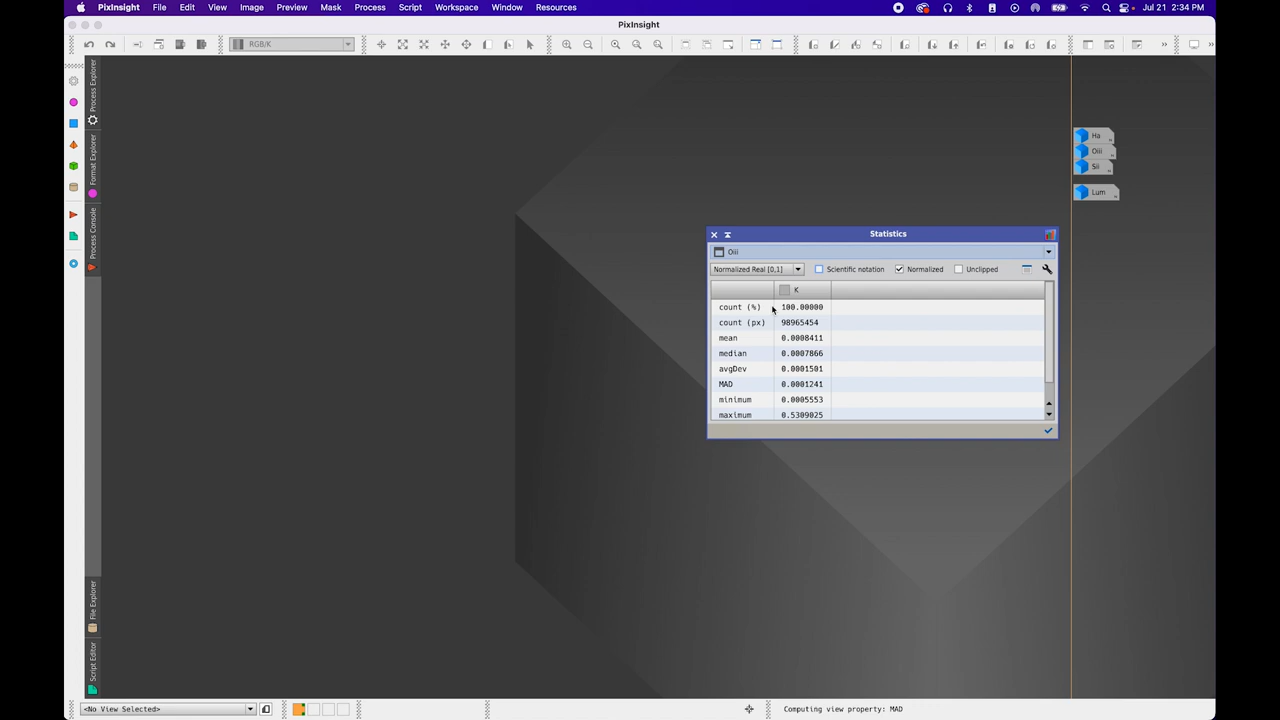 PixInsight File Edit View Image Preview Mask Process Script Workspace Window Resources Jul 21 2:34 PM
PixInsight
RGB/K
Process Explorer
Format Explorer
Process Console
File Explorer
Script Editor
Ha
Oiii
Sii
Lum
Statistics
Oiii
Normalized Real [0,1] Scientific notation Normalized Unclipped
K
count (%) 100.00000
count (px) 98965454
mean 0.0008411
median 0.0007866
avgDev 0.0001501
MAD 0.0001241
minimum 0.0005553
maximum 0.5309025
<No View Selected> Computing view property: MAD